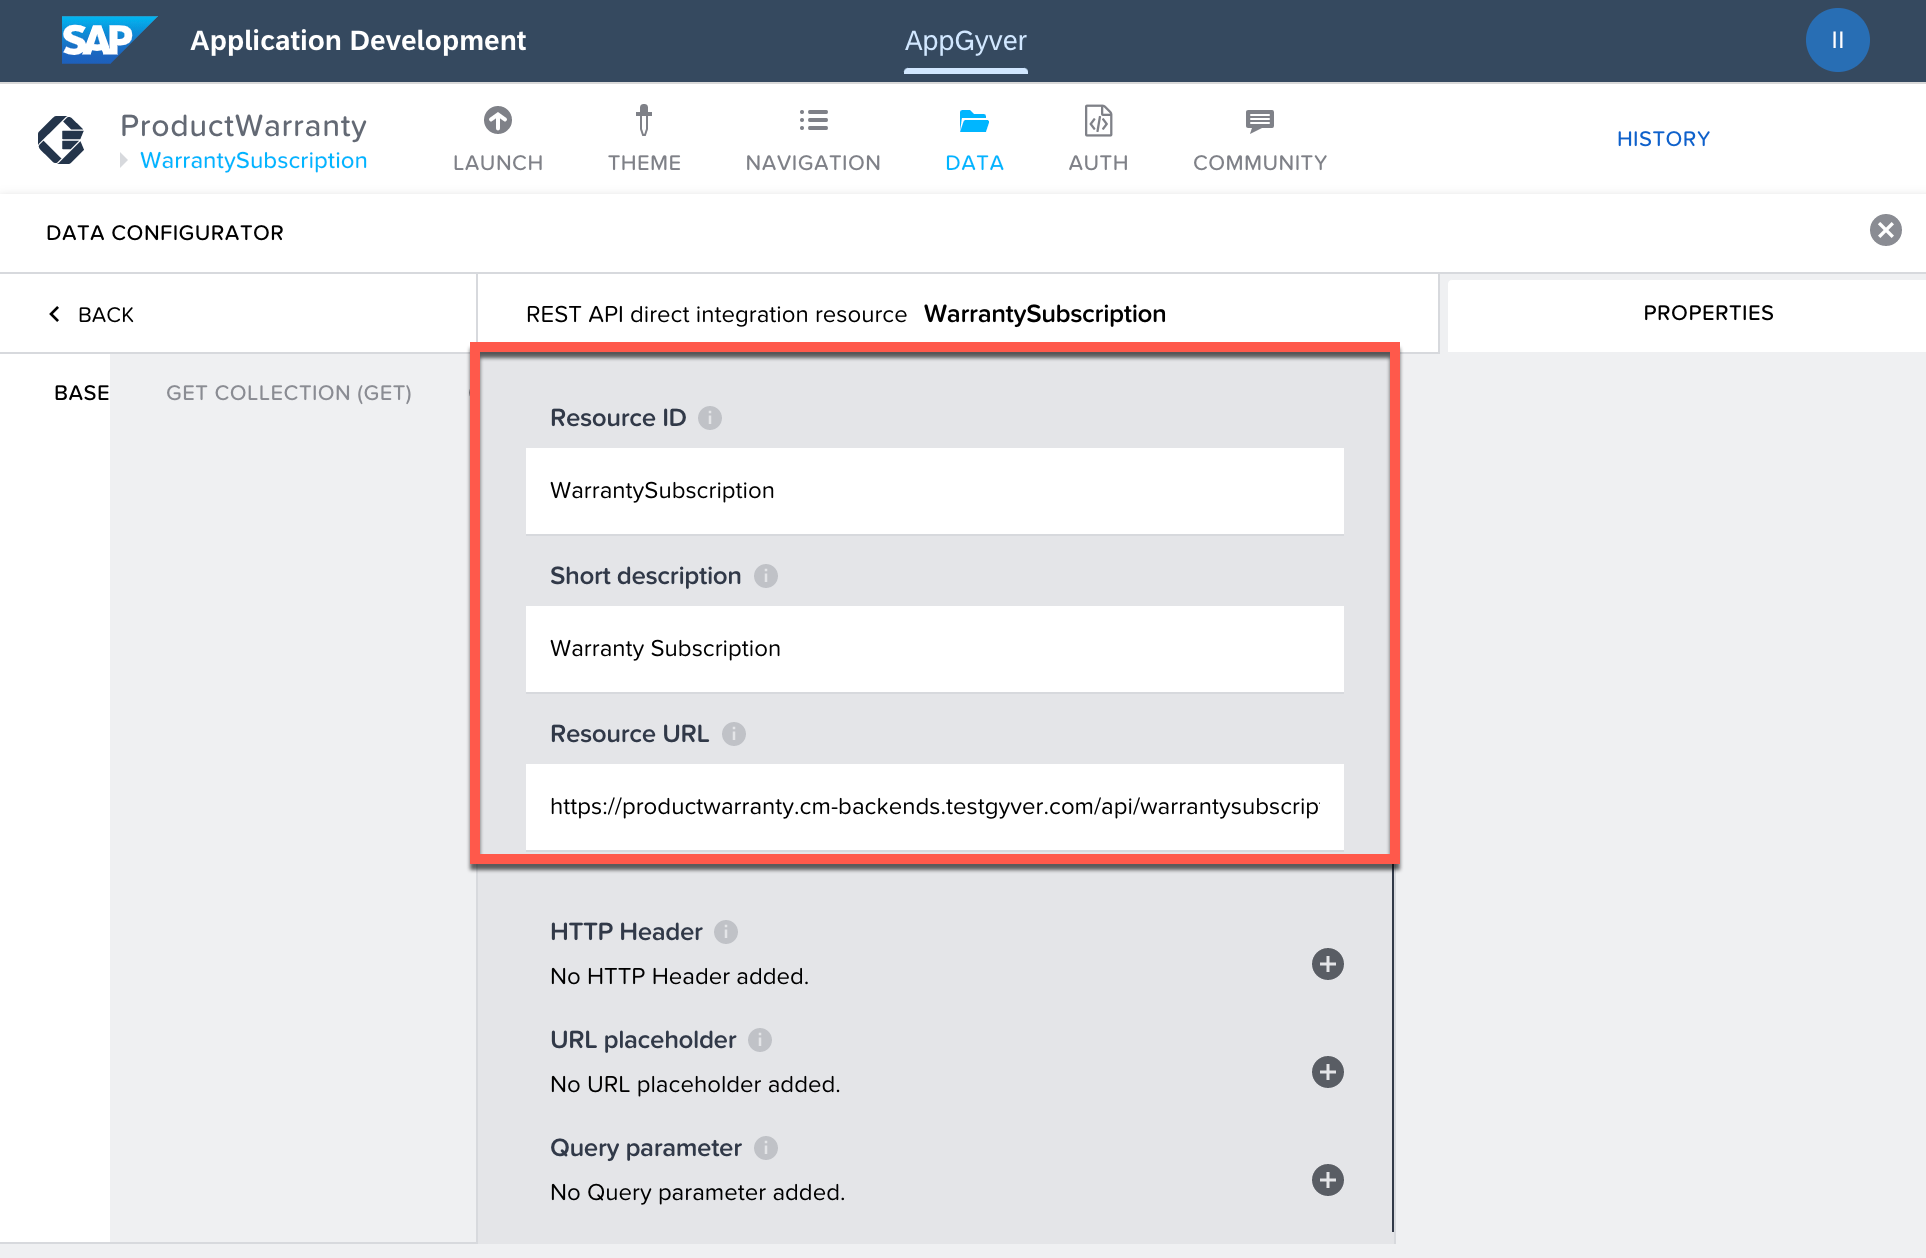 SAP Application Development AppGyver II
ProductWarranty
WarrantySubscription
LAUNCH THEME NAVIGATION DATA AUTH COMMUNITY HISTORY
DATA CONFIGURATOR
BACK REST API direct integration resource WarrantySubscription PROPERTIES
BASE GET COLLECTION (GET)
Resource ID
WarrantySubscription
Short description
Warranty Subscription
Resource URL
https://productwarranty.cm-backends.testgyver.com/api/warrantysubscrip
HTTP Header
No HTTP Header added.
URL placeholder
No URL placeholder added.
Query parameter
No Query parameter added.